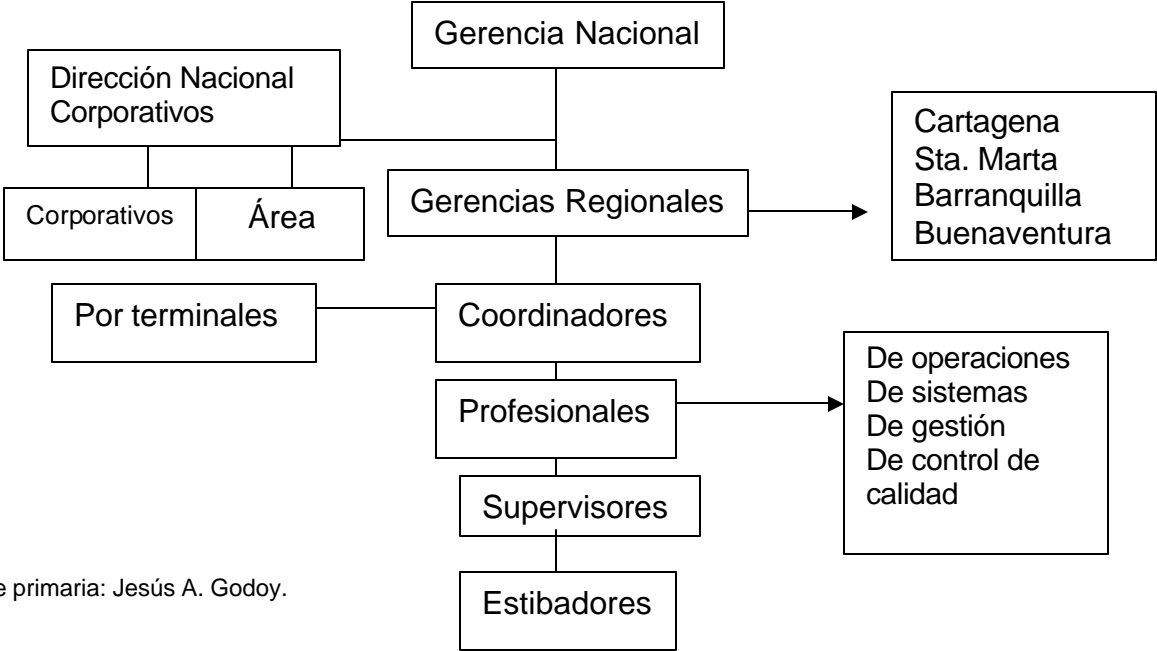 Gerencia Nacional
Dirección Nacional
Corporativos
Cartagena
Sta. Marta
Barranquilla
Buenaventura
Corporativos
Área
Gerencias Regionales
Por terminales
Coordinadores
De operaciones
De sistemas
De gestión
De control de
calidad
Profesionales
Supervisores
e primaria: Jesús A. Godoy.
Estibadores